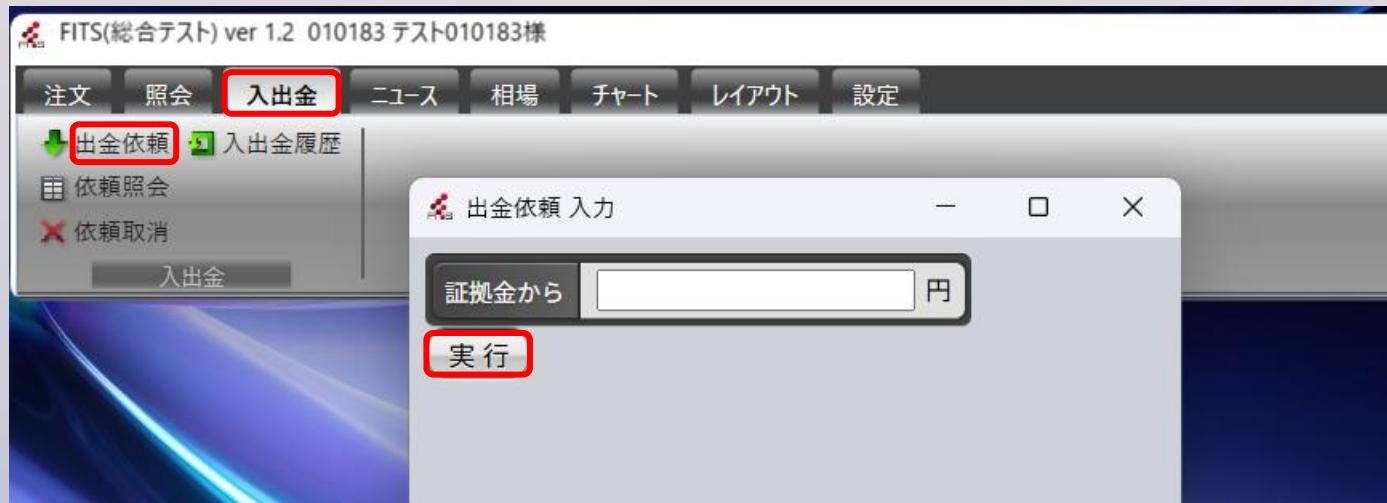 FITS(総合テスト) ver 1.2 010183 テスト010183様
注文 照会 入出金 ニュース 相場 チャート レイアウト 設定
出金依頼 入出金履歴
依頼照会
依頼取消
入出金
出金依頼 入力
証拠金から 円
実 行